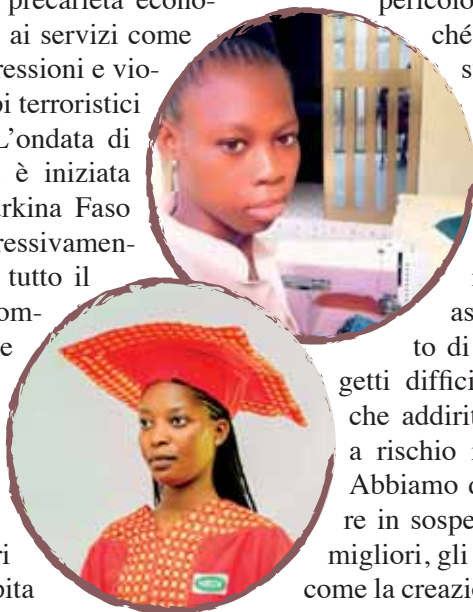 precarietà econo-
ai servizi come
ressioni e vio-
pi terroristici
L'ondata di
è iniziata
rkina Faso
ressivamen-
tutto il
om-
e
ri
bita
pericolo
ché
s
as
to di
getti diffici
che addirit
a rischio
Abbiamo
re in sospe
migliori, gli
come la creazio